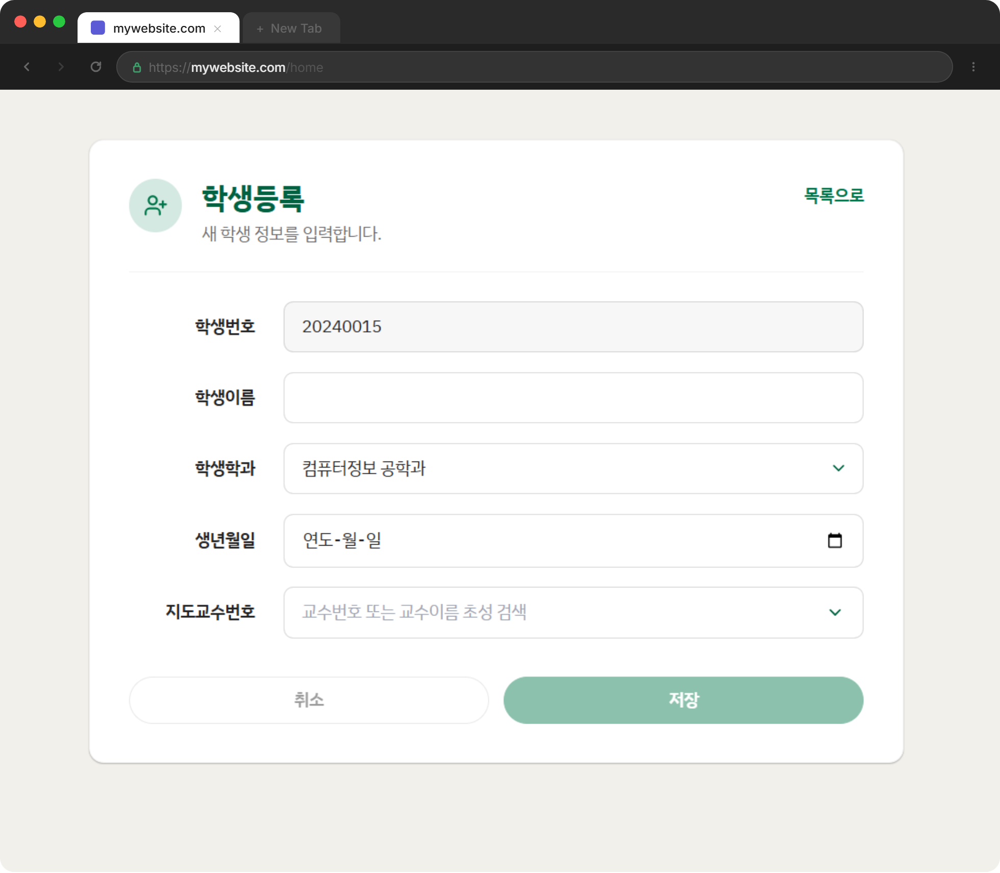 mywebsite.com
+ New Tab
https://mywebsite.com/home
학생등록
목록으로
새 학생 정보를 입력합니다.
학생번호 20240015
학생이름
학생학과 컴퓨터정보 공학과
생년월일 연도-월-일
지도교수번호 교수번호 또는 교수이름 초성 검색
취소 저장